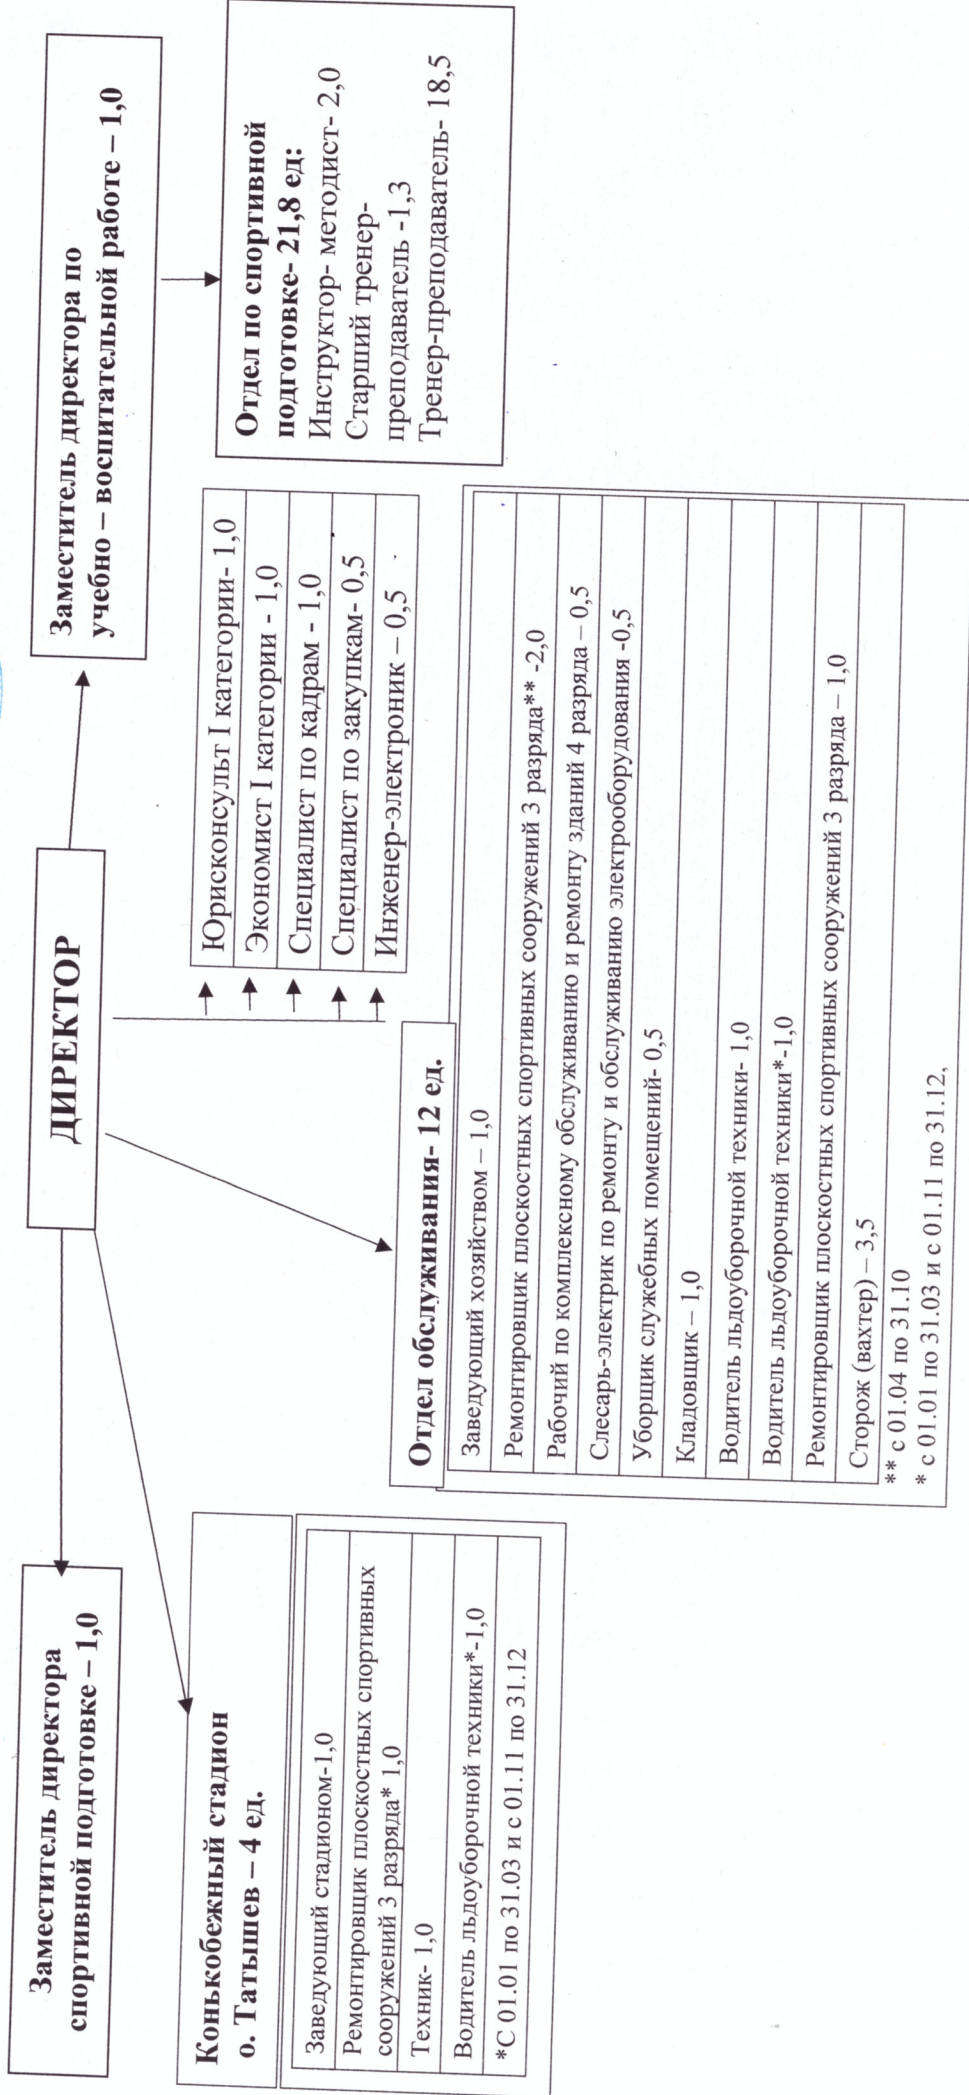 ДИРЕКТОР
Заместитель директора
спортивной подготовке – 1,0
Заместитель директора по
учебно – воспитательной работе – 1,0
Конькобежный стадион
о. Татышев – 4 ед.
Заведующий стадионом-1,0
Ремонтировщик плоскостных спортивных
сооружений 3 разряда* 1,0
Техник- 1,0
Водитель льдоуборочной техники*-1,0
*С 01.01 по 31.03 и с 01.11 по 31.12
Отдел обслуживания- 12 ед.
Заведующий хозяйством – 1,0
Ремонтировщик плоскостных спортивных сооружений 3 разряда** -2,0
Рабочий по комплексному обслуживанию и ремонту зданий 4 разряда – 0,5
Слесарь-электрик по ремонту и обслуживанию электрооборудования -0,5
Уборщик служебных помещений- 0,5
Кладовщик – 1,0
Водитель льдоуборочной техники- 1,0
Водитель льдоуборочной техники*-1,0
Ремонтировщик плоскостных спортивных сооружений 3 разряда – 1,0
Сторож (вахтер) – 3,5
** с 01.04 по 31.10
* с 01.01 по 31.03 и с 01.11 по 31.12,
Юрисконсульт I категории- 1,0
Экономист I категории - 1,0
Специалист по кадрам - 1,0
Специалист по закупкам- 0,5
Инженер-электроник – 0,5
Отдел по спортивной
подготовке- 21,8 ед:
Инструктор- методист- 2,0
Старший тренер-
преподаватель -1,3
Тренер-преподаватель- 18,5